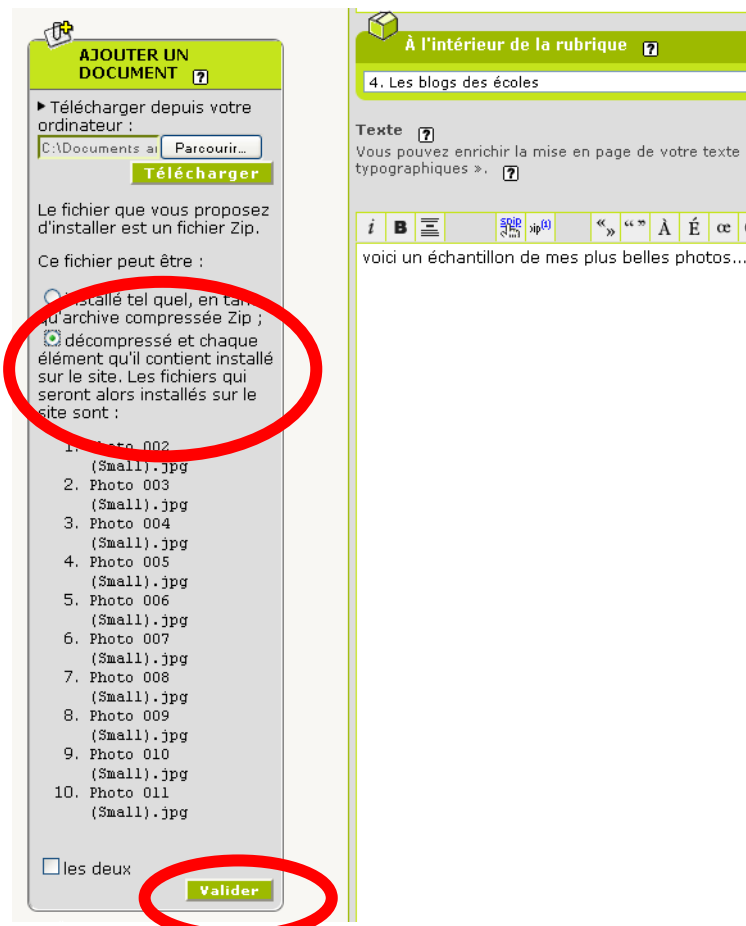 AJOUTER UN
DOCUMENT ?
Télécharger depuis votre
ordinateur :
C:\Documents Parcourir...
Télécharger
Le fichier que vous proposez
d'installer est un fichier Zip.
Ce fichier peut être :
installé tel quel, en tant
qu'archive compressée Zip ;
décompressé et chaque
élément qu'il contient installé
sur le site. Les fichiers qui
seront alors installés sur le
site sont :
1. Photo 002
(Small).jpg
2. Photo 003
(Small).jpg
3. Photo 004
(Small).jpg
4. Photo 005
(Small).jpg
5. Photo 006
(Small).jpg
6. Photo 007
(Small).jpg
7. Photo 008
(Small).jpg
8. Photo 009
(Small).jpg
9. Photo 010
(Small).jpg
10. Photo 011
(Small).jpg
les deux
Valider
À l'intérieur de la rubrique ?
4. Les blogs des écoles
Texte ?
Vous pouvez enrichir la mise en page de votre texte
typographiques ». ?
i B « » “ ” À É œ
voici un échantillon de mes plus belles photos...